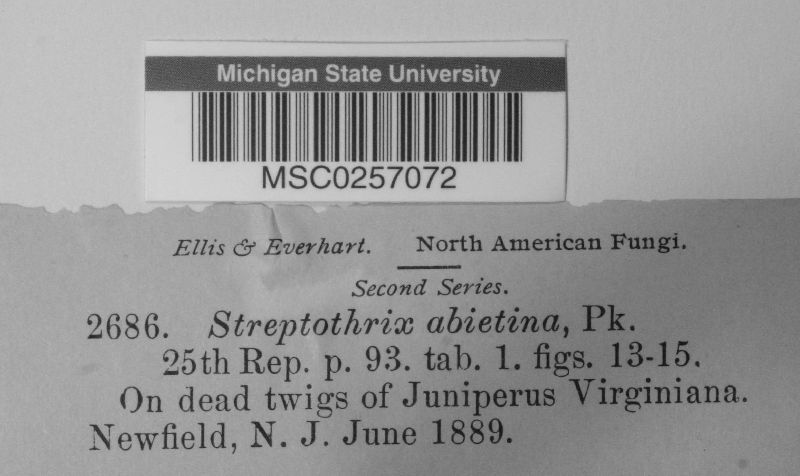 Michigan State University
MSC0257072
Ellis & Everhart. North American Fungi.
Second Series.
2686. Streptothrix abietina, Pk.
25th Rep. p. 93. tab. 1. figs. 13-15.
On dead twigs of Juniperus Virginiana.
Newfield, N. J. June 1889.